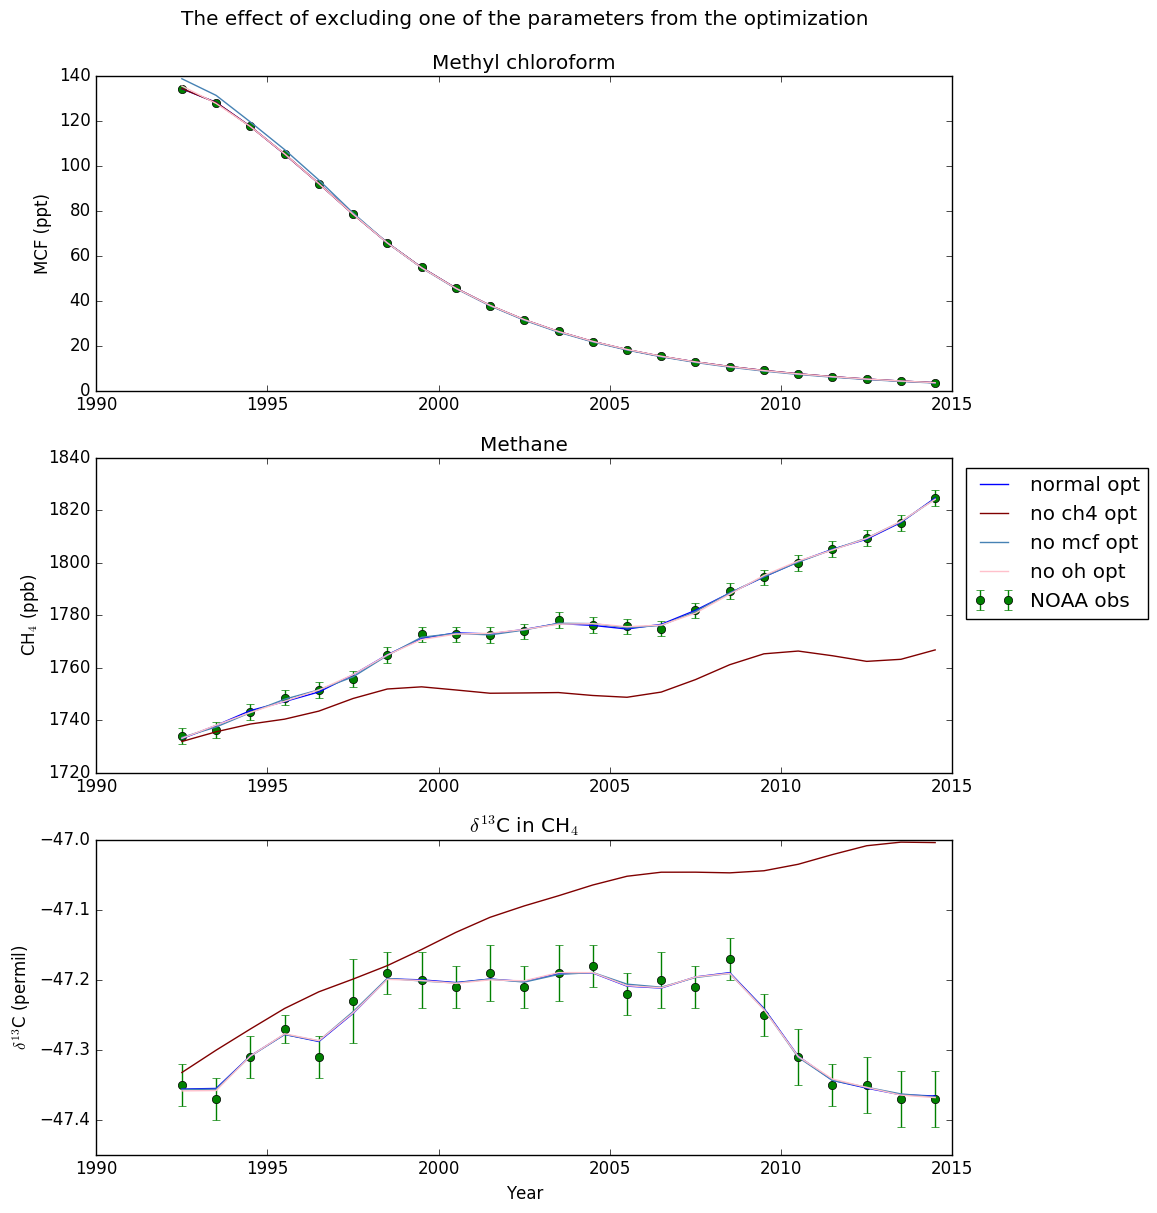 The effect of excluding one of the parameters from the optimization
Methyl chloroform
MCF (ppt)
140
120
100
80
60
40
20
0
1990 1995 2000 2005 2010 2015
Methane
CH₄ (ppb)
1840
1820
1800
1780
1760
1740
1720
1990 1995 2000 2005 2010 2015
normal opt
no ch4 opt
no mcf opt
no oh opt
NOAA obs
δ¹³C in CH₄
δ¹³C (permil)
−47.0
−47.1
−47.2
−47.3
−47.4
1990 1995 2000 2005 2010 2015
Year